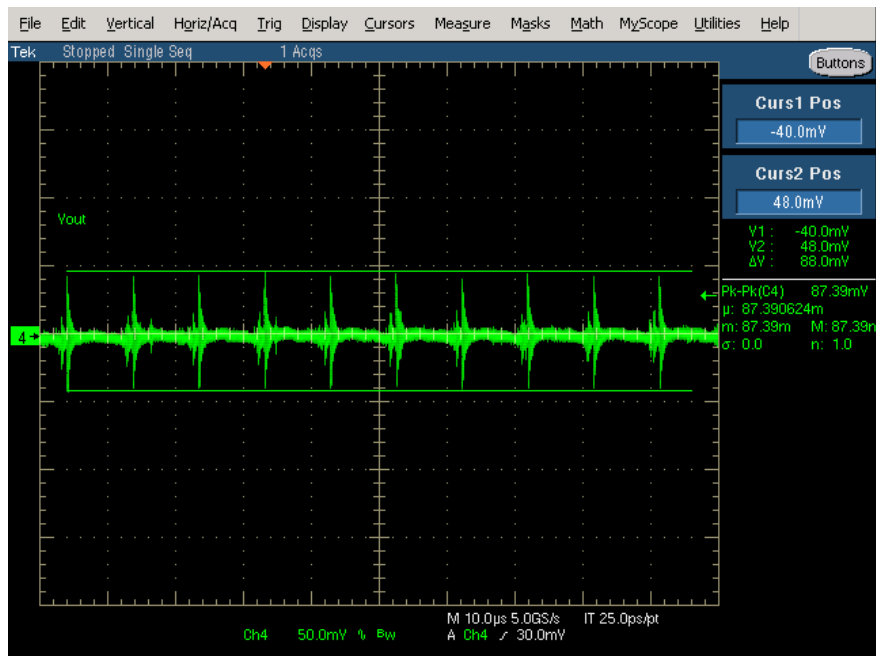 File Edit Vertical Horiz/Acq Trig Display Cursors Measure Masks Math MyScope Utilities Help
Tek Stopped Single Seq 1 Acqs
Buttons
Curs1 Pos
-40.0mV
Curs2 Pos
48.0mV
V1 : -40.0mV
V2 : 48.0mV
ΔV : 88.0mV
Pk-Pk(C4) 87.39mV
µ: 87.390624m
m: 87.39m M: 87.39m
σ: 0.0 n: 1.0
Vout
4
Ch4 50.0mV Bw
M 10.0µs 5.0GS/s IT 25.0ps/pt
A Ch4 30.0mV